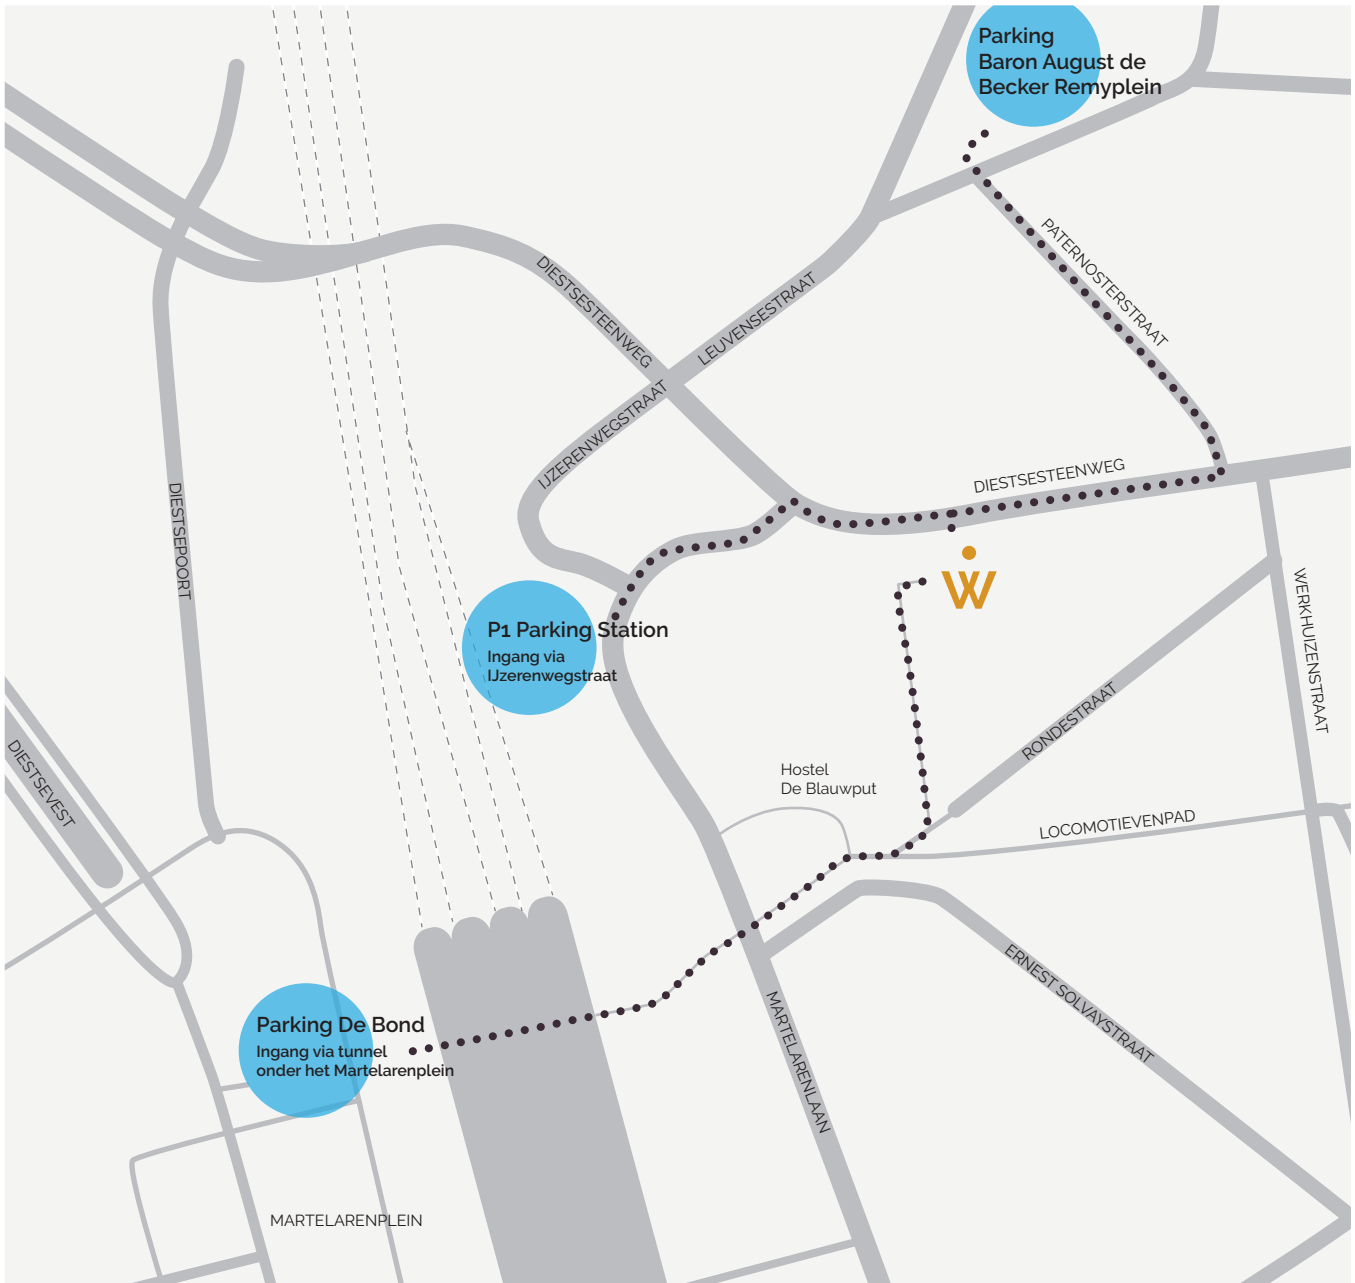 Parking
Baron August de
Becker Remyplein
PATERNOSTERSTRAAT
DIESTSESTEENWEG
LEUVENSESTRAAT
IJZERENWEGSTRAAT
DIESTSESTEENWEG
DIESTSEPOORT
W
WERKHUIZENSTRAAT
P1 Parking Station
Ingang via
IJzerenwegstraat
RONDESTRAAT
DIESTSEVEST
Hostel
De Blauwput
LOCOMOTIEVENPAD
ERNEST SOLVAYSTRAAT
MARTELARENLAAN
Parking De Bond
Ingang via tunnel
onder het Martelarenplein
MARTELARENPLEIN